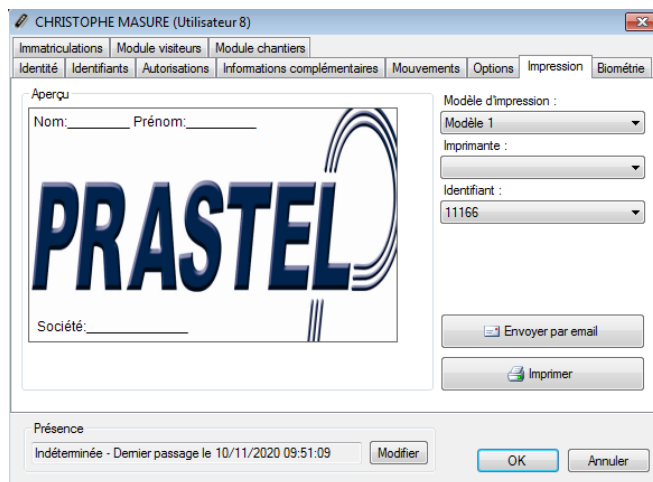 CHRISTOPHE MASURE (Utilisateur 8)
Immatriculations Module visiteurs Module chantiers
Identité Identifiants Autorisations Informations complémentaires Mouvements Options Impression Biométrie
Aperçu
Nom:________ Prénom:_________
PRASTEL
Société:_____________
Modèle d'impression :
Modèle 1
Imprimante :
Identifiant :
11166
Envoyer par email
Imprimer
Présence
Indéterminée - Dernier passage le 10/11/2020 09:51:09 Modifier
OK Annuler